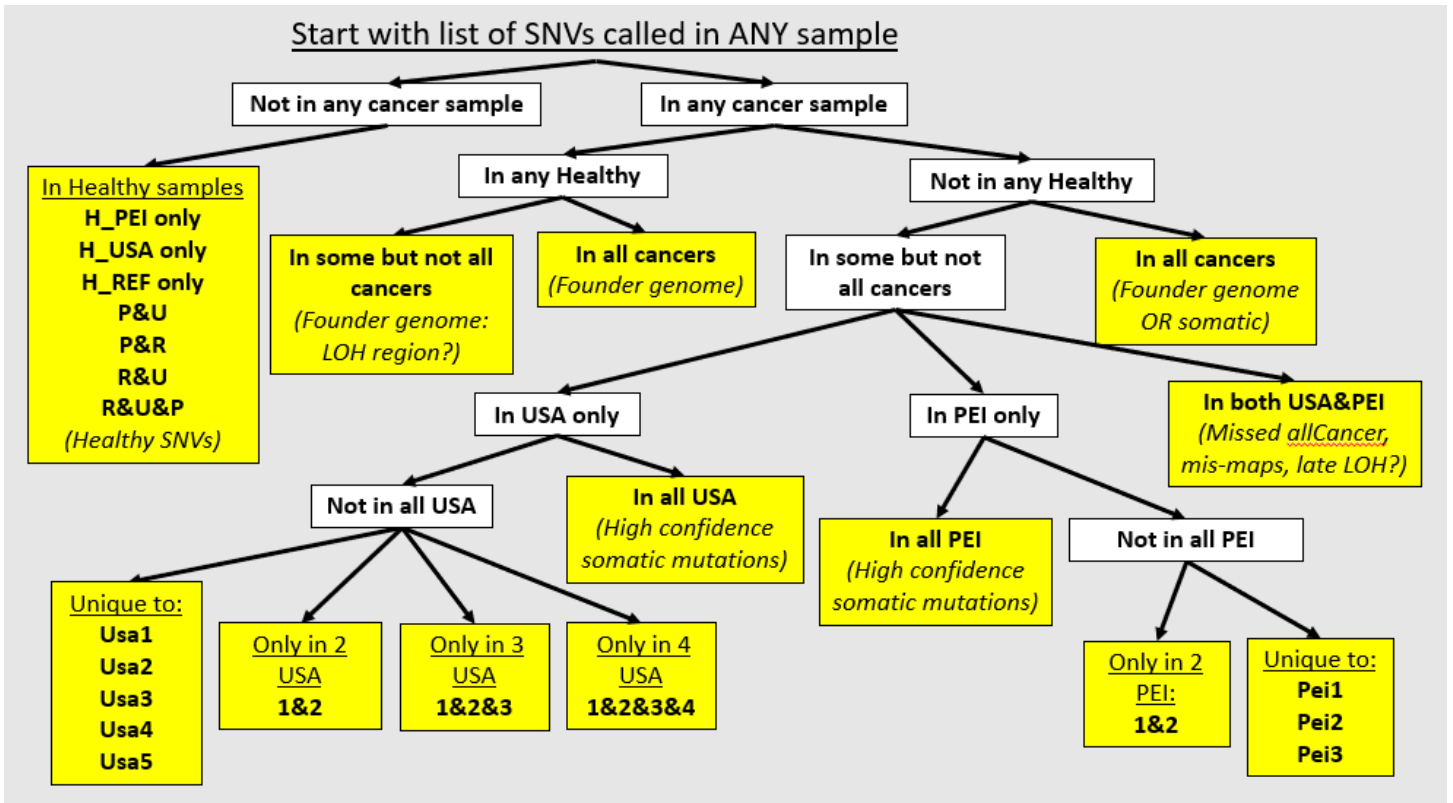 Start with list of SNVs called in ANY sample
Not in any cancer sample
In any cancer sample
In Healthy samples
H_PEI only
H_USA only
H_REF only
P&U
P&R
R&U
R&U&P
(Healthy SNVs)
In any Healthy
Not in any Healthy
In some but not all
cancers
(Founder genome:
LOH region?)
In all cancers
(Founder genome)
In some but not
all cancers
In all cancers
(Founder genome
OR somatic)
In USA only
In PEI only
In both USA&PEI
(Missed allCancer,
mis-maps, late LOH?)
Not in all USA
In all USA
(High confidence
somatic mutations)
In all PEI
(High confidence
somatic mutations)
Not in all PEI
Unique to:
Usa1
Usa2
Usa3
Usa4
Usa5
Only in 2
USA
1&2
Only in 3
USA
1&2&3
Only in 4
USA
1&2&3&4
Only in 2
PEI:
1&2
Unique to:
Pei1
Pei2
Pei3